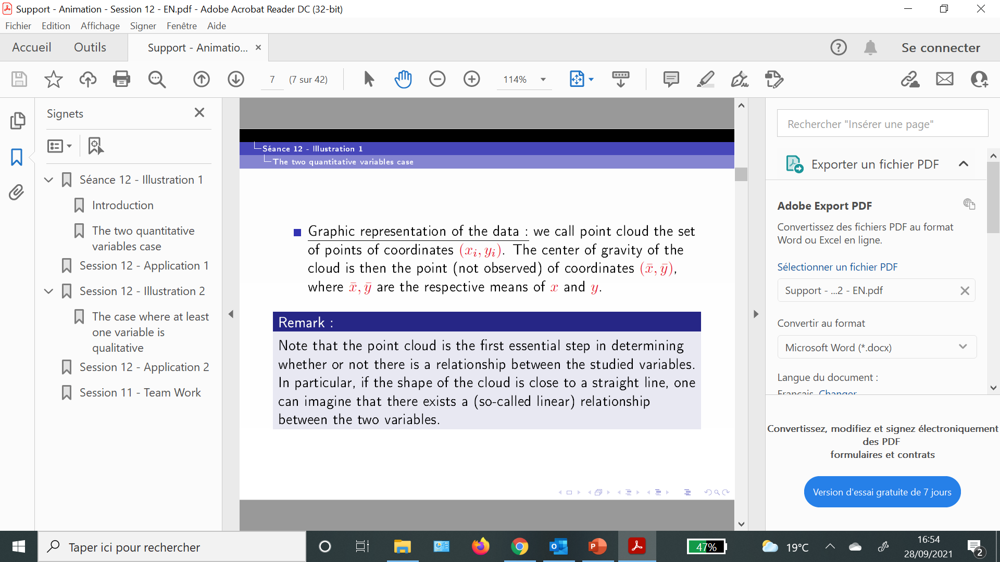 Support - Animation - Session 12 - EN.pdf - Adobe Acrobat Reader DC (32-bit)
Fichier Edition Affichage Signer Fenêtre Aide
Accueil Outils Support - Animatio... × Se connecter
7 (7 sur 42) 114%
Signets
Séance 12 - Illustration 1
Introduction
The two quantitative
variables case
Session 12 - Application 1
Session 12 - Illustration 2
The case where at least
one variable is
qualitative
Session 12 - Application 2
Session 11 - Team Work
Séance 12 - Illustration 1
The two quantitative variables case
Graphic representation of the data : we call point cloud the set
of points of coordinates (xᵢ, yᵢ). The center of gravity of the
cloud is then the point (not observed) of coordinates (x̄, ȳ),
where x̄, ȳ are the respective means of x and y.
Remark :
Note that the point cloud is the first essential step in determining
whether or not there is a relationship between the studied variables.
In particular, if the shape of the cloud is close to a straight line, one
can imagine that there exists a (so-called linear) relationship
between the two variables.
Rechercher "Insérer une page"
Exporter un fichier PDF
Adobe Export PDF
Convertissez des fichiers PDF au format
Word ou Excel en ligne.
Sélectionner un fichier PDF
Support - ...2 - EN.pdf
Convertir au format
Microsoft Word (*.docx)
Langue du document :
Français Changer
Convertissez, modifiez et signez électroniquement
des PDF
formulaires et contrats
Version d'essai gratuite de 7 jours
Taper ici pour rechercher
47%
19°C
16:54
28/09/2021
2